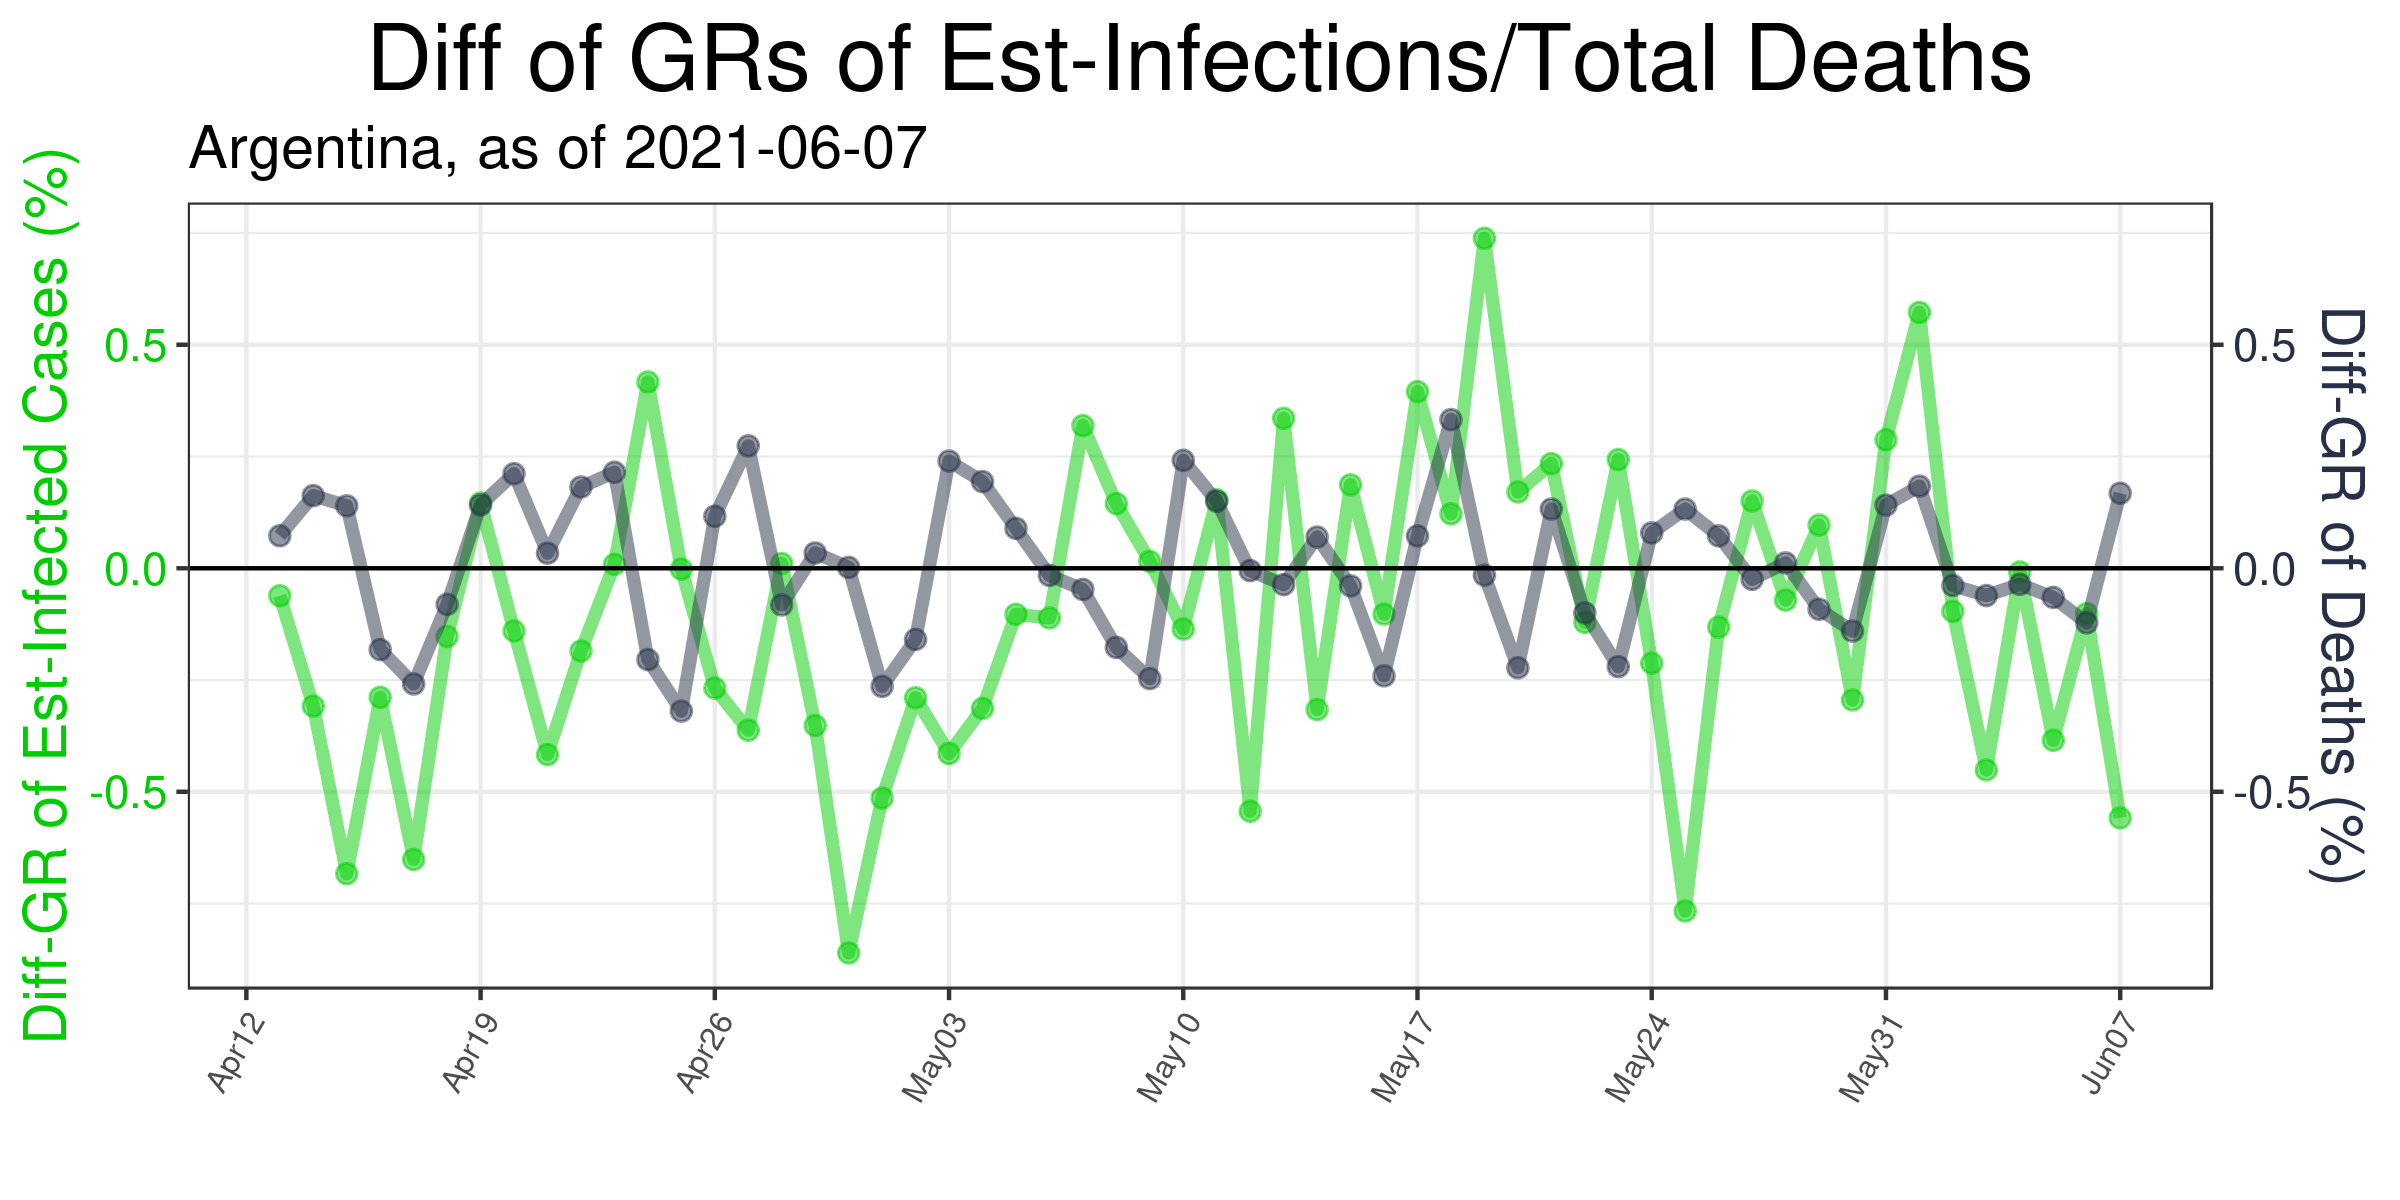 Diff of GRs of Est-Infections/Total Deaths
Argentina, as of 2021-06-07
Diff-GR of Est-Infected Cases (%)
0.5
0.0
-0.5
0.5
0.0
-0.5
Diff-GR of Deaths (%)
Apr12
Apr19
Apr26
May03
May10
May17
May24
May31
Jun07